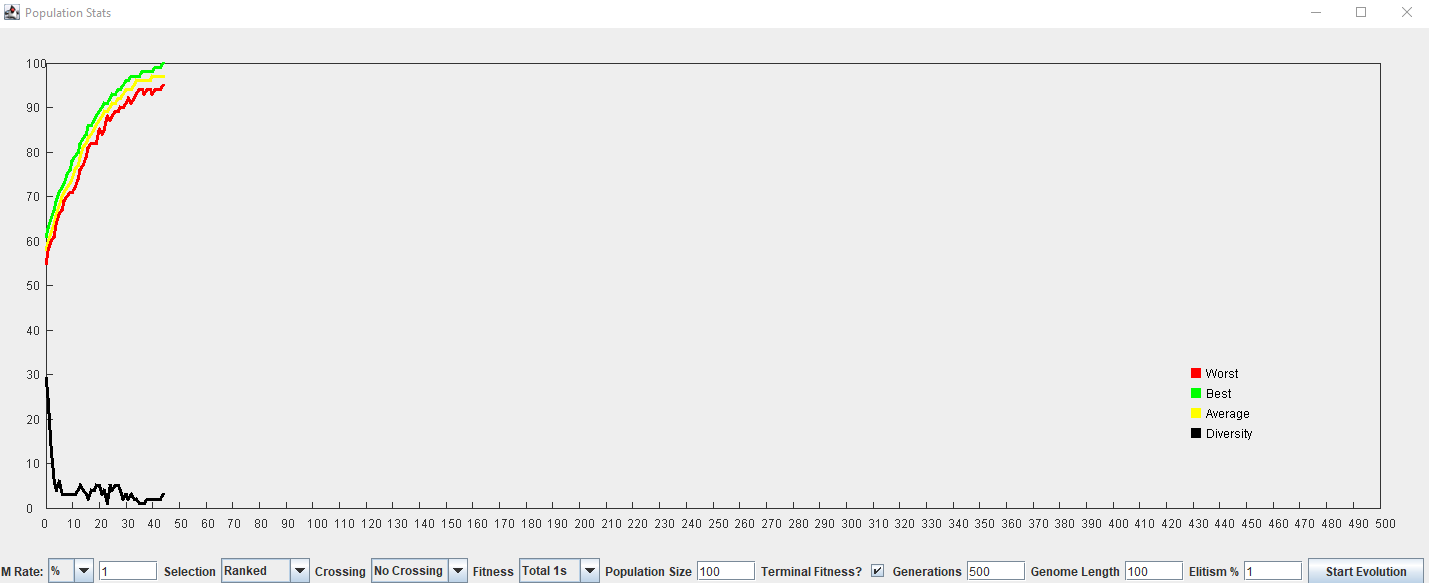 Population Stats
100
90
80
70
60
50
40
30
20
10
0
Worst
Best
Average
Diversity
0 10 20 30 40 50 60 70 80 90 100 110 120 130 140 150 160 170 180 190 200 210 220 230 240 250 260 270 280 290 300 310 320 330 340 350 360 370 380 390 400 410 420 430 440 450 460 470 480 490 500
M Rate: % 1 Selection Ranked Crossing No Crossing Fitness Total 1s Population Size 100 Terminal Fitness? Generations 500 Genome Length 100 Elitism % 1 Start Evolution